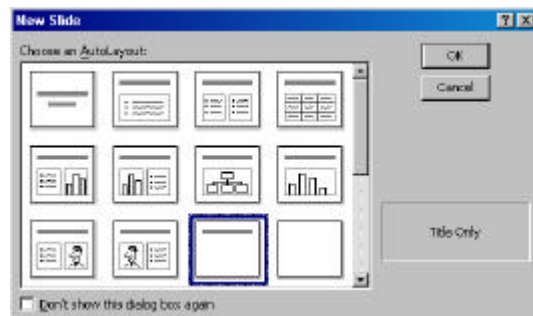 New Slide
Choose an AutoLayout:
OK
Cancel
Title Only
Don't show this dialog box again